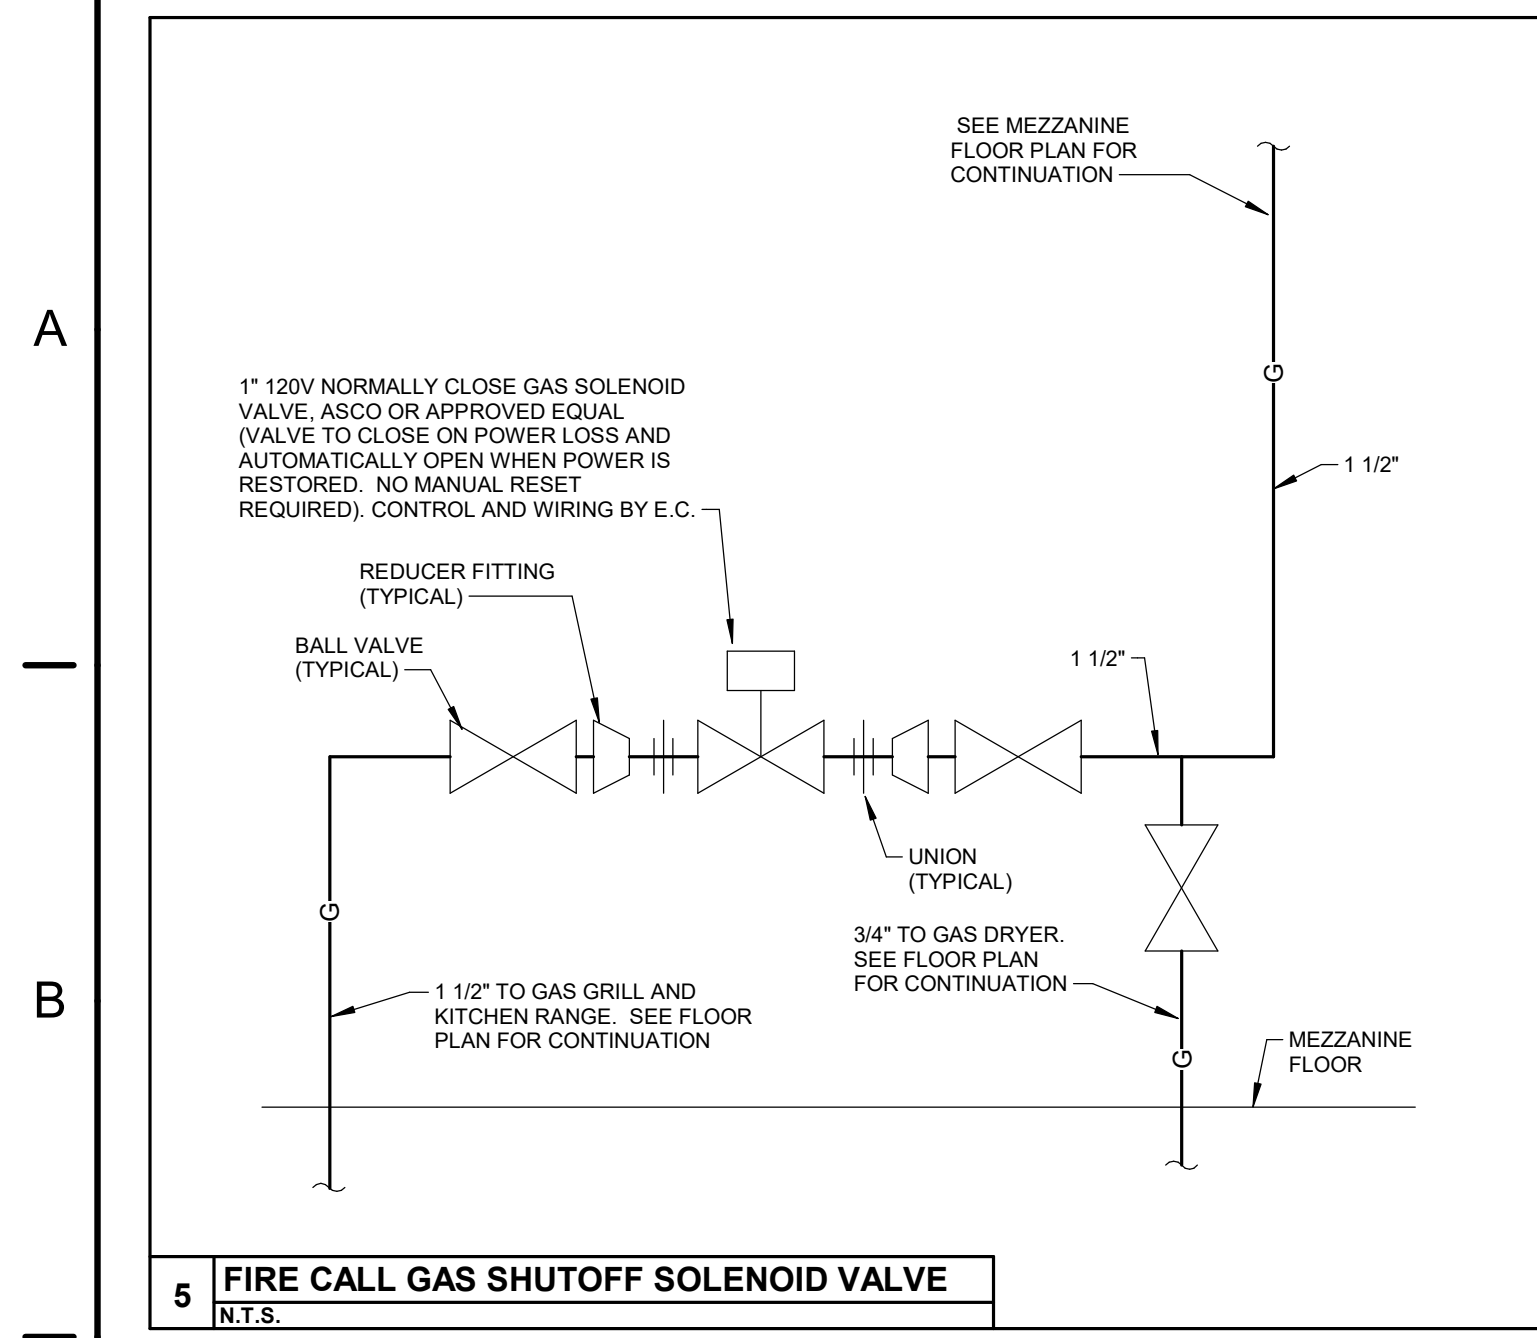 SEE MEZZANINE
FLOOR PLAN FOR
CONTINUATION
A
1" 120V NORMALLY CLOSE GAS SOLENOID
VALVE, ASCO OR APPROVED EQUAL
(VALVE TO CLOSE ON POWER LOSS AND
AUTOMATICALLY OPEN WHEN POWER IS
RESTORED.  NO MANUAL RESET
REQUIRED). CONTROL AND WIRING BY E.C.
G
1 1/2"
REDUCER FITTING
(TYPICAL)
BALL VALVE
(TYPICAL)
1 1/2"
UNION
(TYPICAL)
G
3/4" TO GAS DRYER.
SEE FLOOR PLAN
FOR CONTINUATION
B
1 1/2" TO GAS GRILL AND
KITCHEN RANGE.  SEE FLOOR
PLAN FOR CONTINUATION
G
MEZZANINE
FLOOR
5
FIRE CALL GAS SHUTOFF SOLENOID VALVE
N.T.S.